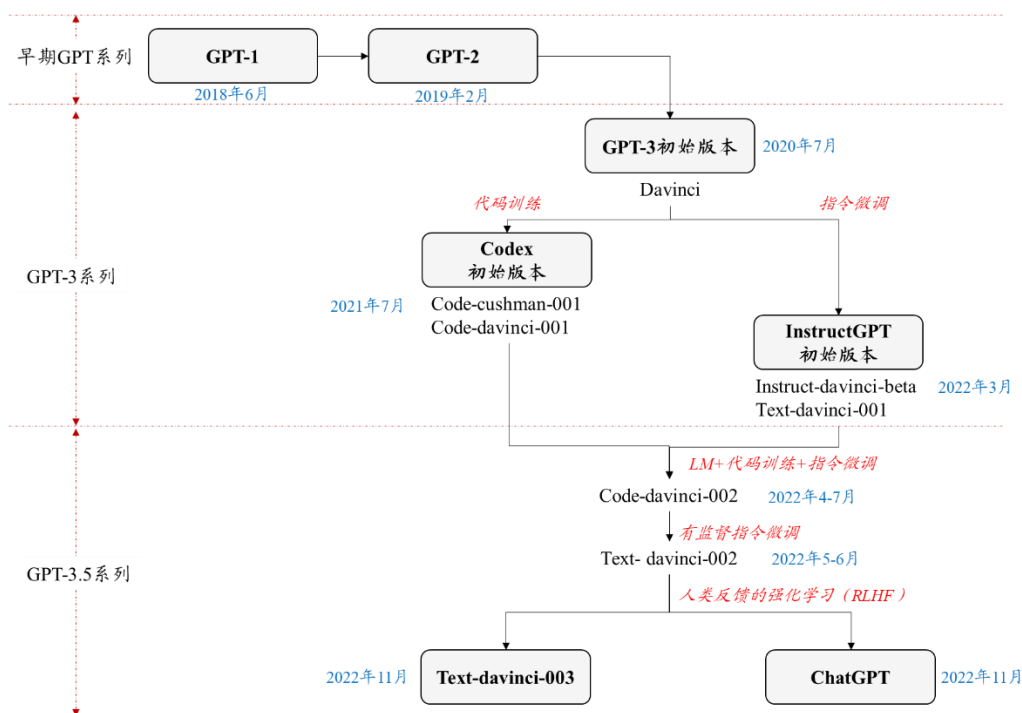 早期GPT系列
GPT-1
GPT-2
2018年6月
2019年2月
GPT-3初始版本
2020年7月
Davinci
代码训练
指令微调
Codex
初始版本
GPT-3系列
2021年7月
Code-cushman-001
Code-davinci-001
InstructGPT
初始版本
Instruct-davinci-beta
Text-davinci-001
2022年3月
LM+代码训练+指令微调
Code-davinci-002
2022年4-7月
有监督指令微调
Text- davinci-002
2022年5-6月
GPT-3.5系列
人类反馈的强化学习（RLHF）
2022年11月
Text-davinci-003
ChatGPT
2022年11月